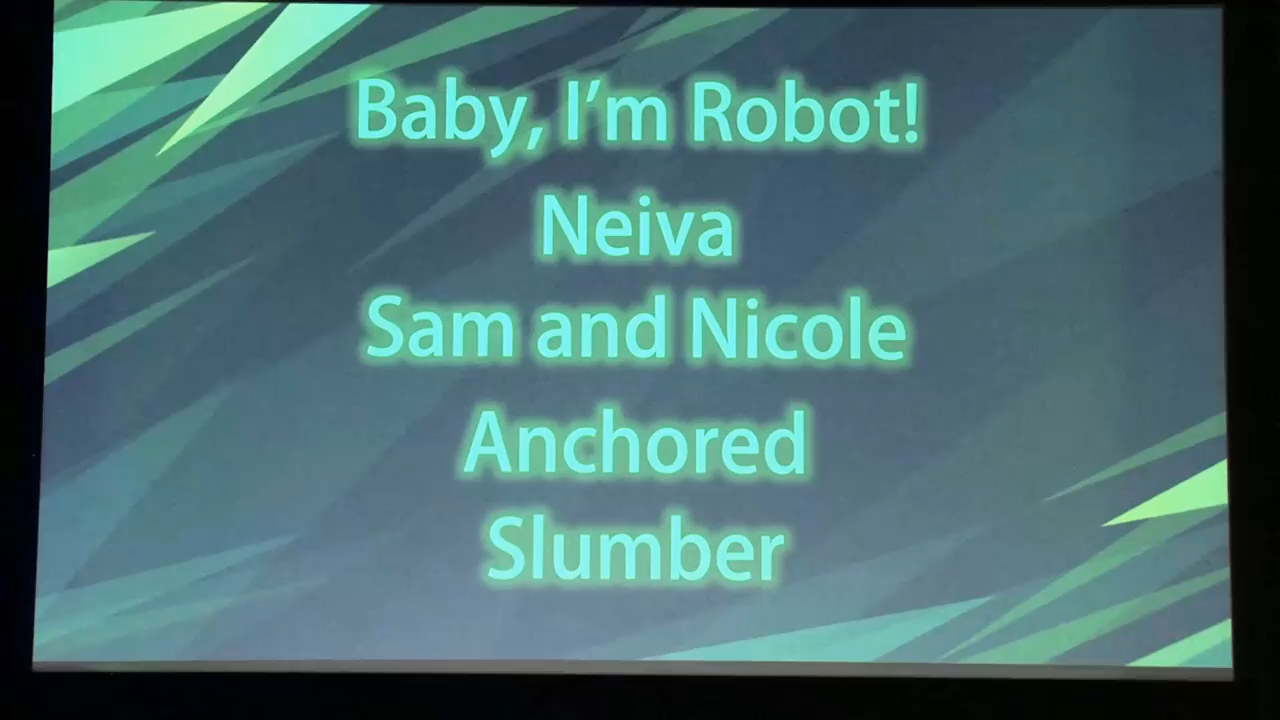 Baby, I’m Robot!
Neiva
Sam and Nicole
Anchored
Slumber